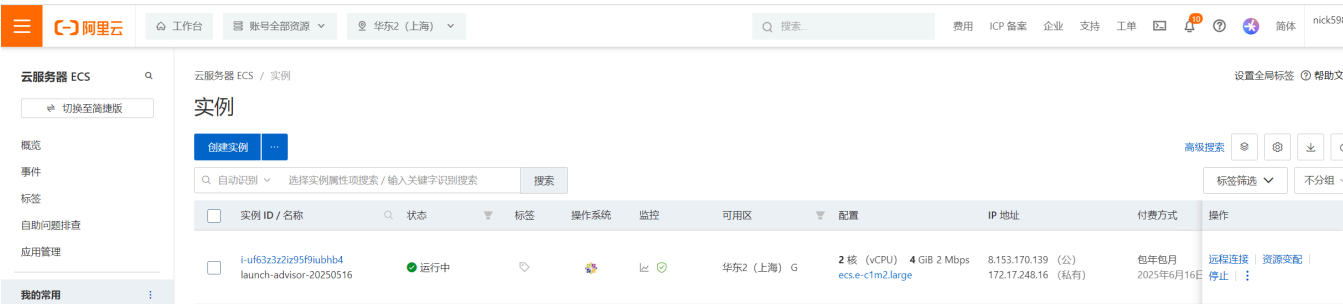 阿里云 工作台 账号全部资源 华东2（上海） 搜索... 费用 ICP 备案 企业 支持 工单 10 简体 nick598
云服务器 ECS
云服务器 ECS / 实例
设置全局标签 帮助文
切换至简捷版
实例
概览
创建实例 ...
高级搜索
事件
自动识别 选择实例属性项搜索 / 输入关键字识别搜索 搜索
标签筛选 不分组
标签
实例 ID / 名称 状态 标签 操作系统 监控 可用区 配置 IP 地址 付费方式 操作
自助问题排查
应用管理
i-uf63z3z2iz95f9iubhb4
launch-advisor-20250516
运行中
华东2（上海） G
2 核 （vCPU） 4 GiB 2 Mbps
ecs.e-c1m2.large
8.153.170.139 （公）
172.17.248.16 （私有）
包年包月
2025年6月16日
远程连接 资源变配
停止
我的常用